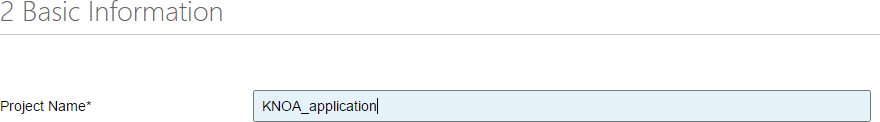 2 Basic Information
Project Name* KNOA_application